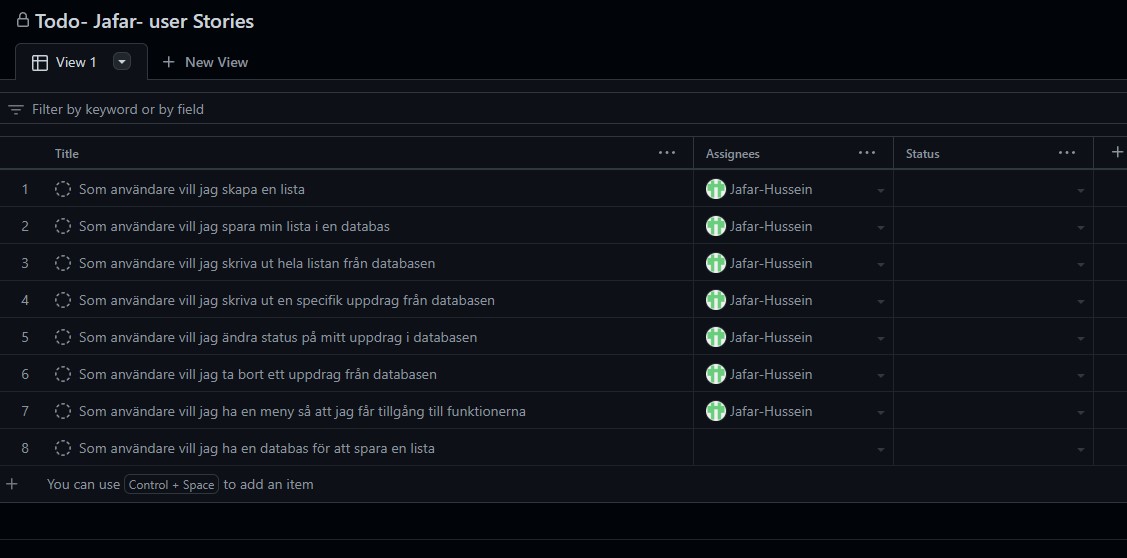 Todo- Jafar- user Stories
View 1 New View
Filter by keyword or by field
Title Assignees Status
1 Som användare vill jag skapa en lista Jafar-Hussein
2 Som användare vill jag spara min lista i en databas Jafar-Hussein
3 Som användare vill jag skriva ut hela listan från databasen Jafar-Hussein
4 Som användare vill jag skriva ut en specifik uppdrag från databasen Jafar-Hussein
5 Som användare vill jag ändra status på mitt uppdrag i databasen Jafar-Hussein
6 Som användare vill jag ta bort ett uppdrag från databasen Jafar-Hussein
7 Som användare vill jag ha en meny så att jag får tillgång till funktionerna Jafar-Hussein
8 Som användare vill jag ha en databas för att spara en lista
You can use Control + Space to add an item